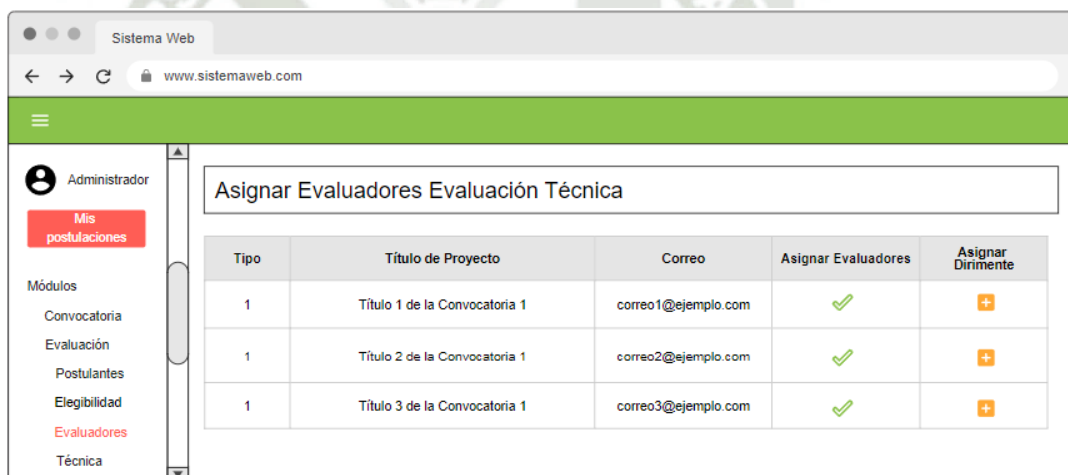 Sistema Web
www.sistemaweb.com
Administrador
Mis
postulaciones
Módulos
Convocatoria
Evaluación
Postulantes
Elegibilidad
Evaluadores
Técnica
Asignar Evaluadores Evaluación Técnica
Tipo Título de Proyecto Correo Asignar Evaluadores Asignar Dirimente
1 Título 1 de la Convocatoria 1 correo1@ejemplo.com
1 Título 2 de la Convocatoria 1 correo2@ejemplo.com
1 Título 3 de la Convocatoria 1 correo3@ejemplo.com